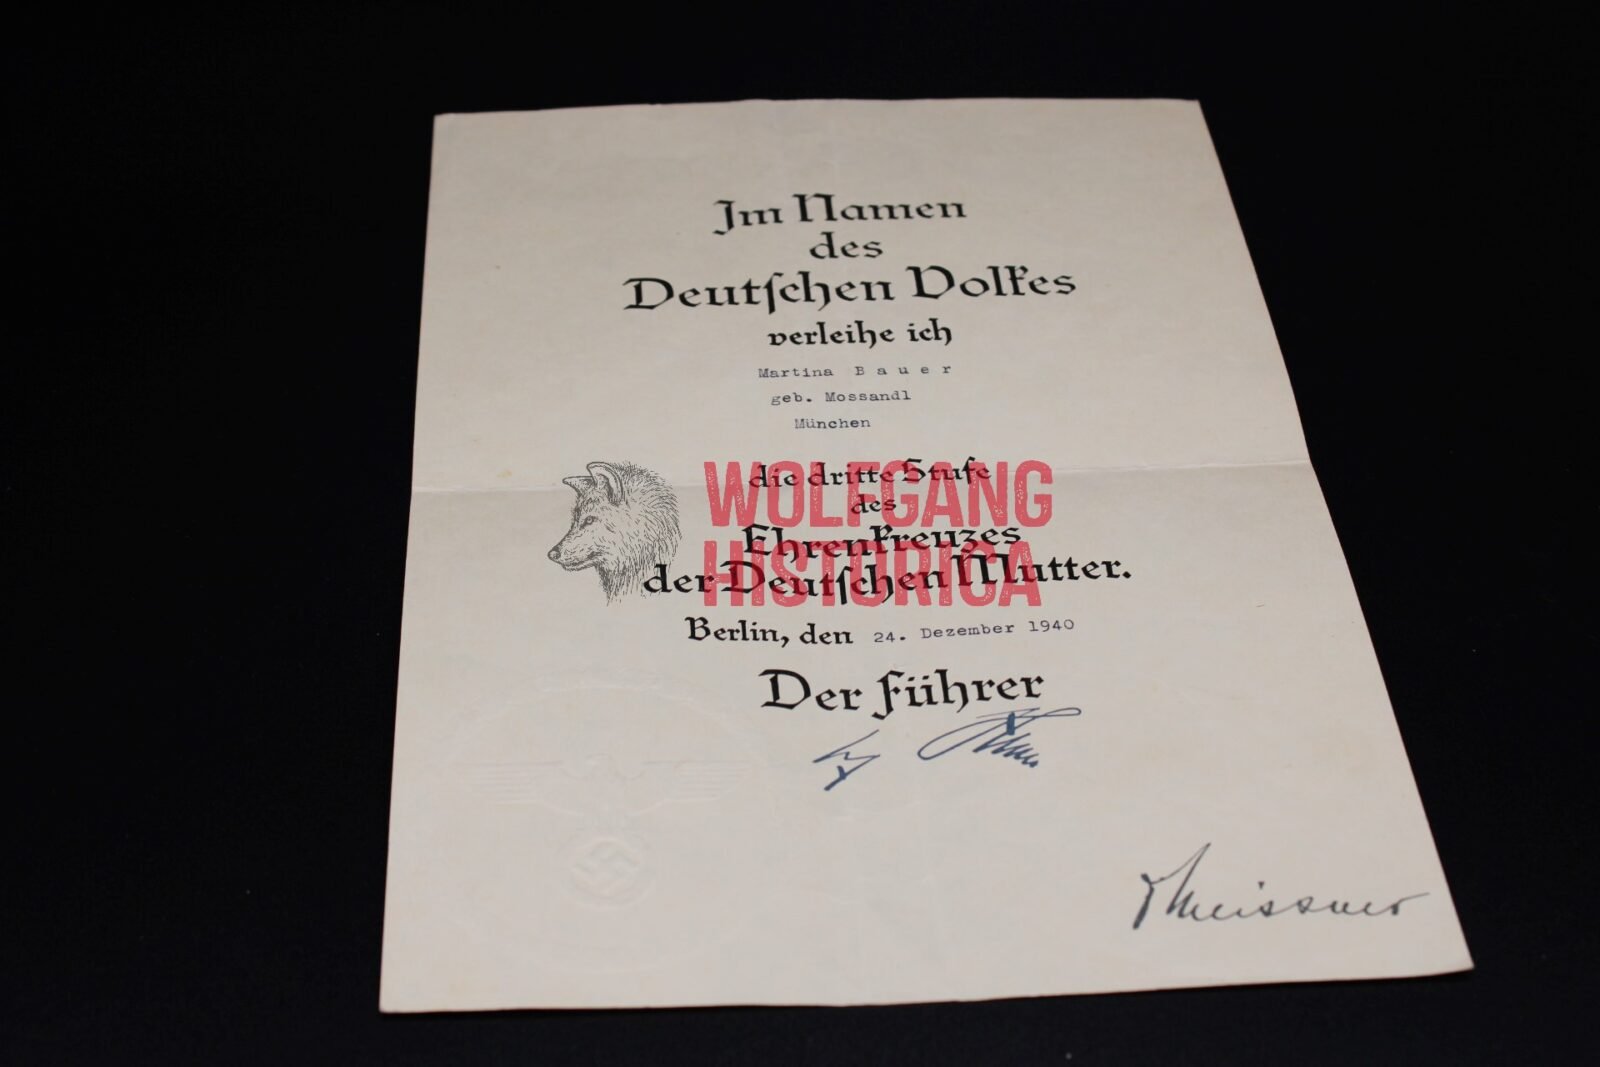 Im Namen
des
Deutschen Volkes
verleihe ich
Martina Bauer
geb. Mossandl
München
die dritte Stufe
des
Ehrenkreuzes
der Deutschen Mutter.
WOLFGANG
HISTORICA
Berlin, den 24. Dezember 1940
Der Führer
Meissner